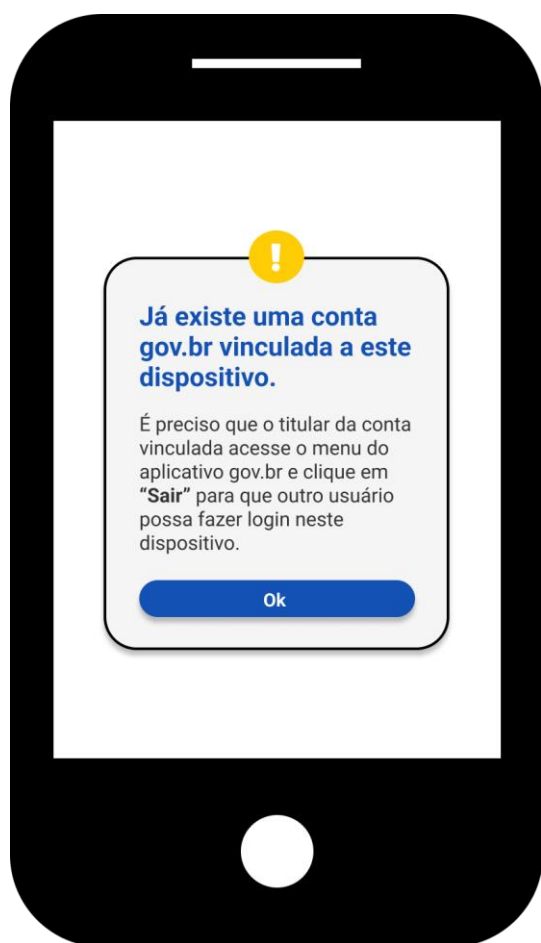 !
Já existe uma conta
gov.br vinculada a este
dispositivo.
É preciso que o titular da conta
vinculada acesse o menu do
aplicativo gov.br e clique em
“Sair” para que outro usuário
possa fazer login neste
dispositivo.
Ok